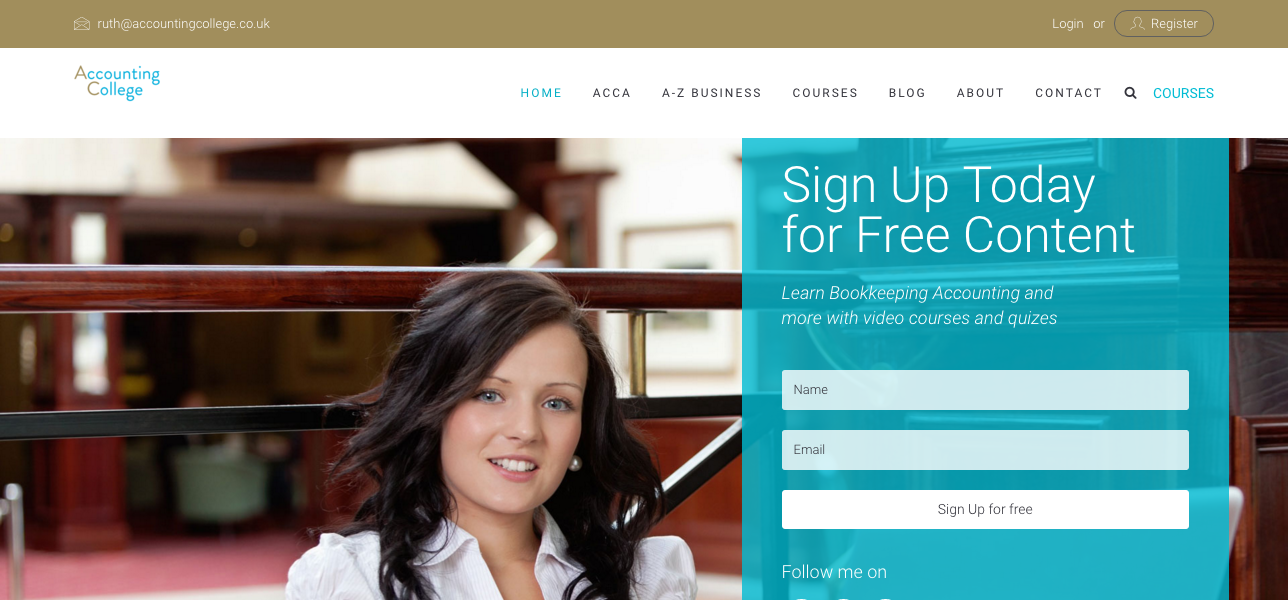 ruth@accountingcollege.co.uk
Login or Register
Accounting
College
HOME ACCA A-Z BUSINESS COURSES BLOG ABOUT CONTACT COURSES
Sign Up Today
for Free Content
Learn Bookkeeping Accounting and
more with video courses and quizes
Name
Email
Sign Up for free
Follow me on